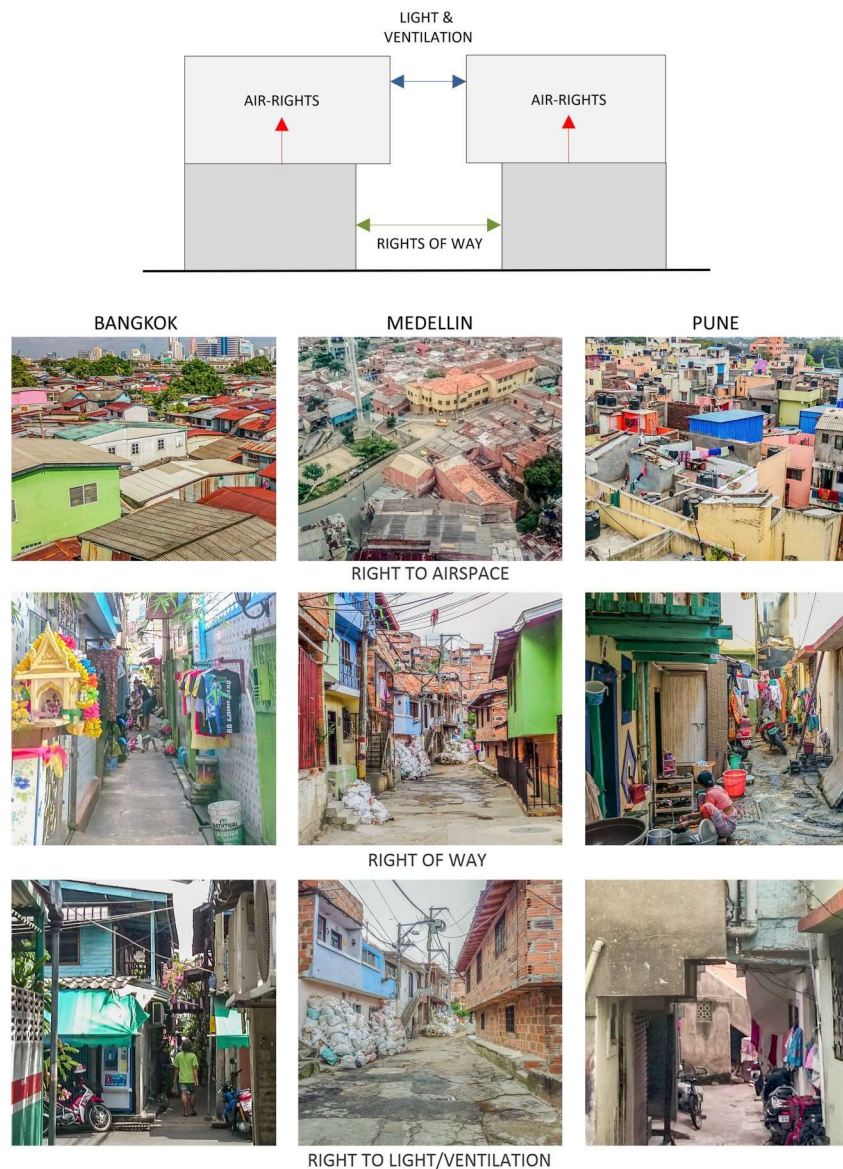 LIGHT &
VENTILATION
AIR-RIGHTS
AIR-RIGHTS
RIGHTS OF WAY
BANGKOK
MEDELLIN
PUNE
RIGHT TO AIRSPACE
RIGHT OF WAY
RIGHT TO LIGHT/VENTILATION